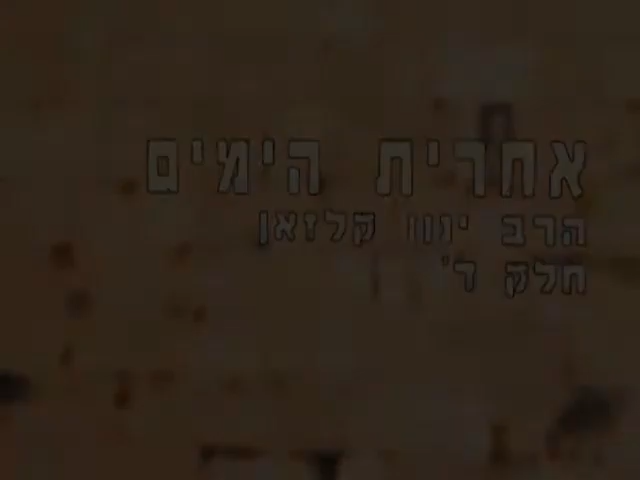 אחרית הימים
הרב ינון קלזאן
חלק ד'